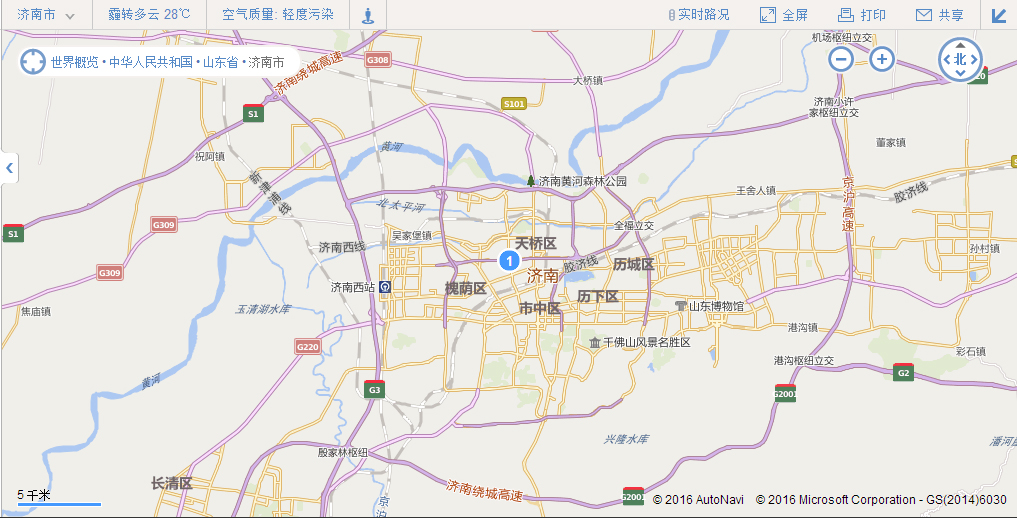 济南市
霾转多云 28℃
空气质量: 轻度污染
实时路况
全屏
打印
共享
世界概览 • 中华人民共和国 • 山东省 • 济南市
机场枢纽立交
北
济南绕城高速
G308
大桥镇
20
S101
S1
济南小许
家枢纽立交
黄河
董家镇
祝阿镇
新津浦线
济南黄河森林公园
王舍人镇
胶济线
京沪高速
北太平河
G309
全福立交
S1
吴家堡镇
天桥区
济南西线
孙村镇
1
胶济线
历城区
G309
济南
济南西站
槐荫区
历下区
玉清湖水库
市中区
山东博物馆
焦庙镇
港沟镇
千佛山风景名胜区
G220
彩石镇
港沟枢纽立交
G2
黄河
G3
G2001
兴隆水库
殷家林枢纽
长清区
济南绕城高速
5 千米
京沪
G2001
© 2016 AutoNavi © 2016 Microsoft Corporation - GS(2014)6030